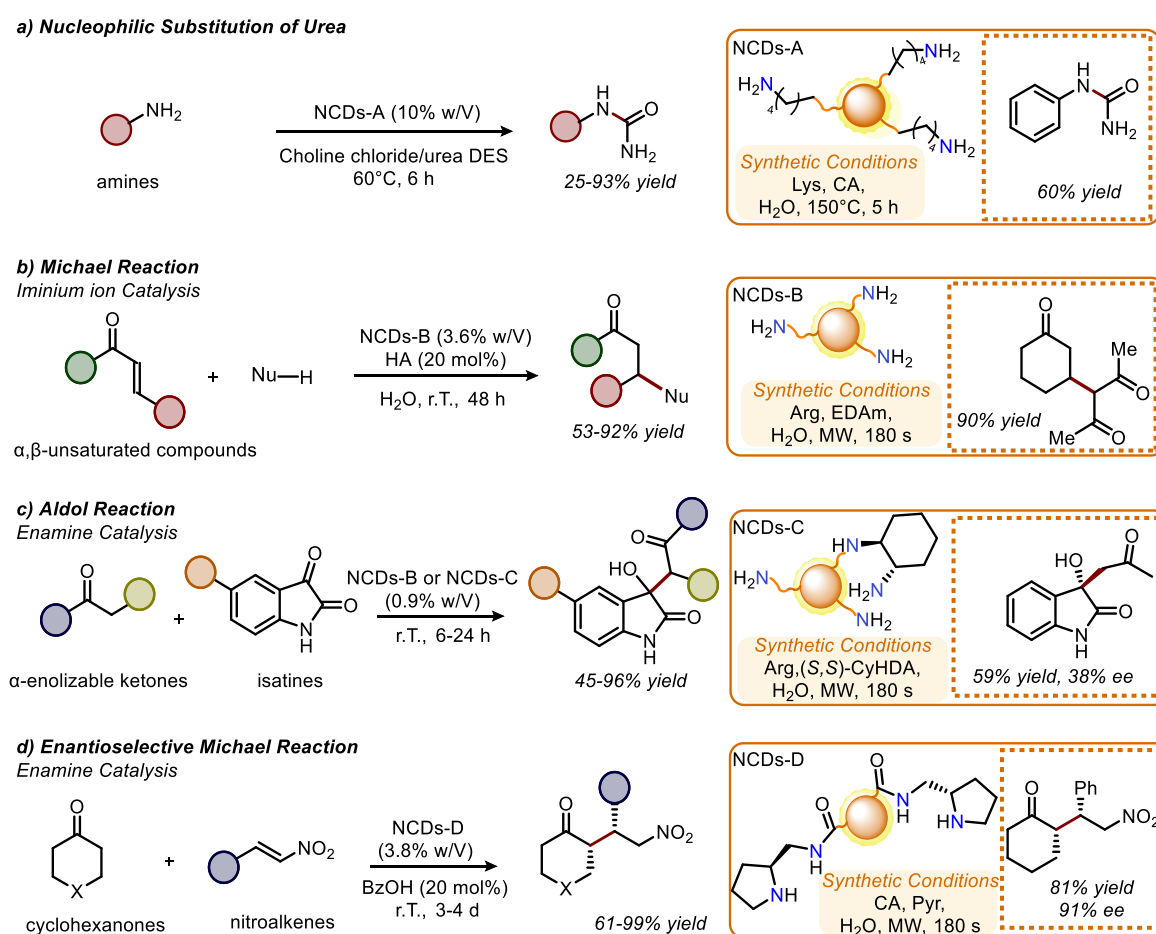 a) Nucleophilic Substitution of Urea
NH2
amines
NCDs-A (10% w/V)
Choline chloride/urea DES
60°C, 6 h
H
N
O
NH2
25-93% yield
NCDs-A
H2N
4
4
NH2
4
NH2
Synthetic Conditions
Lys, CA,
H2O, 150°C, 5 h
H
N
O
NH2
60% yield
b) Michael Reaction
Iminium ion Catalysis
O
+
Nu H
α,β-unsaturated compounds
NCDs-B (3.6% w/V)
HA (20 mol%)
H2O, r.T., 48 h
O
Nu
53-92% yield
NCDs-B
NH2
H2N
NH2
Synthetic Conditions
Arg, EDAm,
H2O, MW, 180 s
O
Me
O
Me
O
90% yield
c) Aldol Reaction
Enamine Catalysis
O
α-enolizable ketones
+
O
O
N
H
isatines
NCDs-B or NCDs-C
(0.9% w/V)
r.T., 6-24 h
O
HO
O
N
H
45-96% yield
NCDs-C
HN
H2N
H2N
NH2
Synthetic Conditions
Arg,(S,S)-CyHDA,
H2O, MW, 180 s
HO
O
O
N
H
59% yield, 38% ee
d) Enantioselective Michael Reaction
Enamine Catalysis
O
X
cyclohexanones
+
NO2
nitroalkenes
NCDs-D
(3.8% w/V)
BzOH (20 mol%)
r.T., 3-4 d
O
NO2
X
61-99% yield
NCDs-D
O
N
H
NH
O
N
H
NH
Synthetic Conditions
CA, Pyr,
H2O, MW, 180 s
O
Ph
NO2
81% yield
91% ee